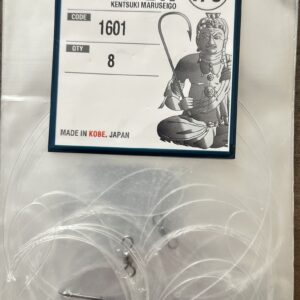 KENTSUKI MARUSEIGO
CODE
1601
QTY
8
MADE IN KOBE, JAPAN